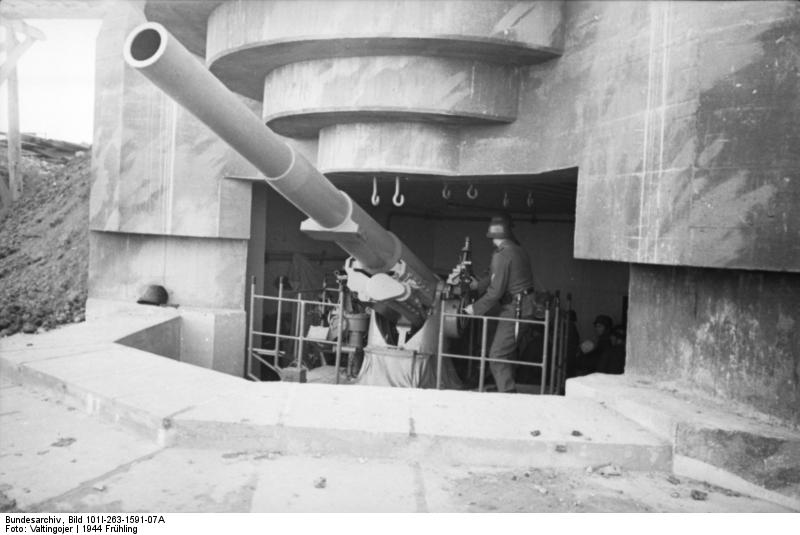 Bundesarchiv, Bild 101I-263-1591-07A
Foto: Valtingojer | 1944 Frühling